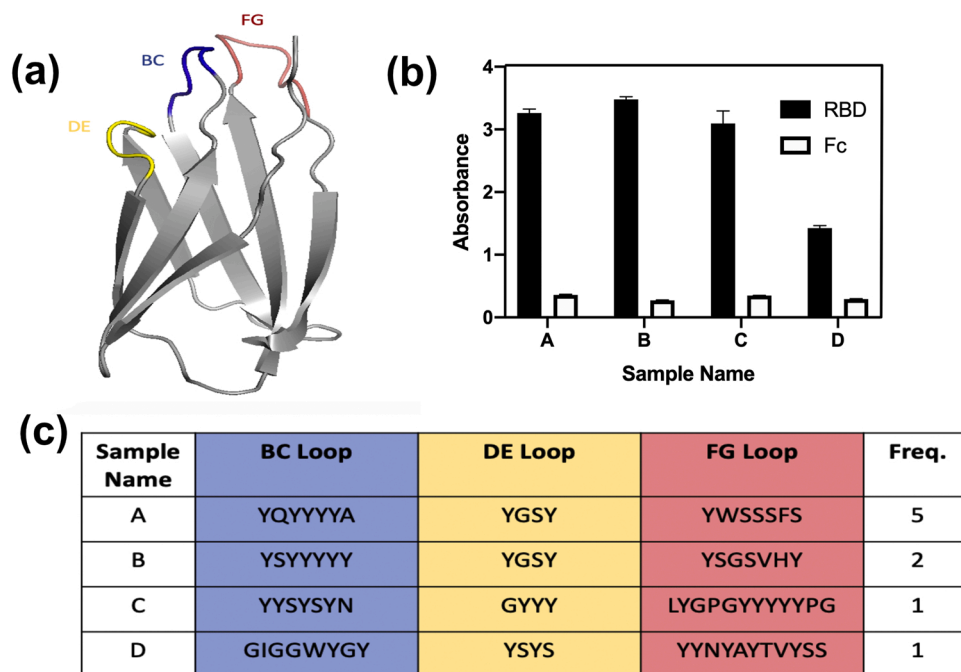 (a)
FG
BC
DE
(b)
4
3
2
1
0
Absorbance
RBD
Fc
A B C D
Sample Name
(c)
Sample Name BC Loop DE Loop FG Loop Freq.
A YQYYYYA YGSY YWSSSFS 5
B YSYYYYY YGSY YSGSVHY 2
C YYSYSYN GYYY LYGPGYYYYYPG 1
D GIGGWYGY YSYS YYNYAYTVYSS 1